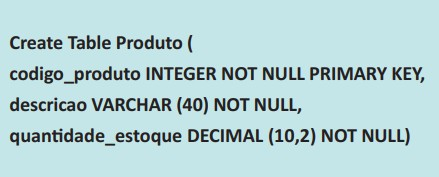 Create Table Produto (
codigo_produto INTEGER NOT NULL PRIMARY KEY,
descricao VARCHAR (40) NOT NULL,
quantidade_estoque DECIMAL (10,2) NOT NULL)